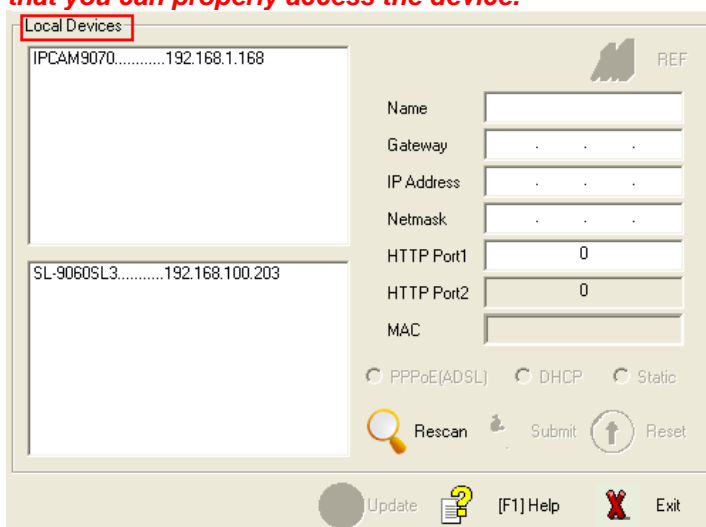 that you can properly access the device.
Local Devices
IPCAM9070...........192.168.1.168
SL-9060SL3..........192.168.100.203
REF
Name
Gateway . . .
IP Address . . .
Netmask . . .
HTTP Port1 0
HTTP Port2 0
MAC
PPPoE(ADSL) DHCP Static
Rescan Submit Reset
Update [F1] Help Exit